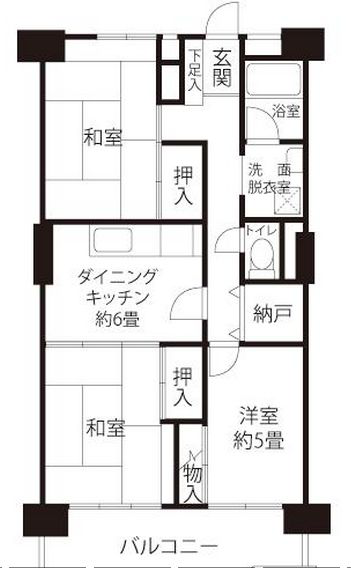 玄関
下足入
浴室
和室
押入
洗面
脱衣室
トイレ
ダイニング
キッチン
約6畳
納戸
押入
和室
洋室
約5畳
物入
バルコニー